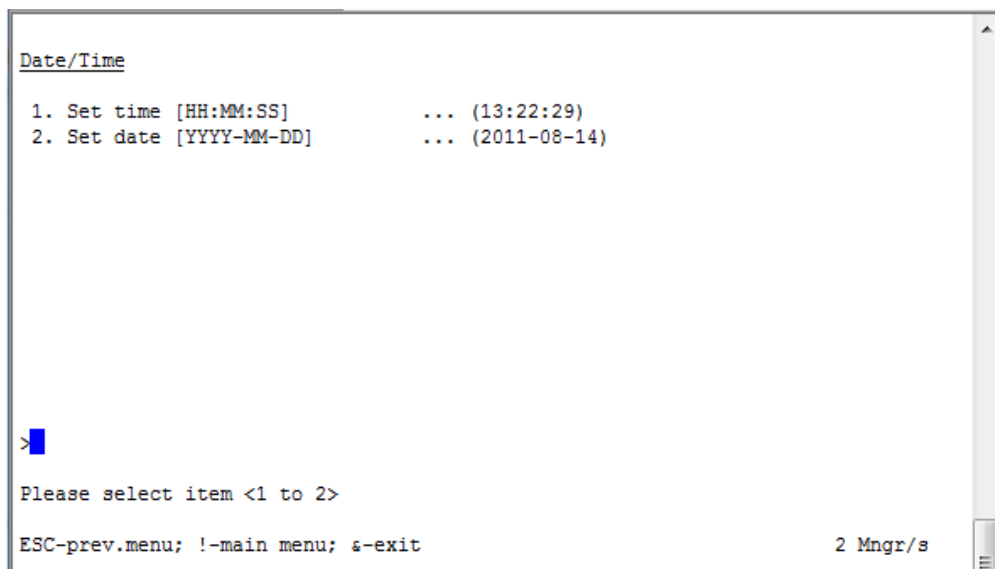 Date/Time
1. Set time [HH:MM:SS] ... (13:22:29)
2. Set date [YYYY-MM-DD] ... (2011-08-14)
>
Please select item <1 to 2>
ESC-prev.menu; !-main menu; &-exit 2 Mngr/s